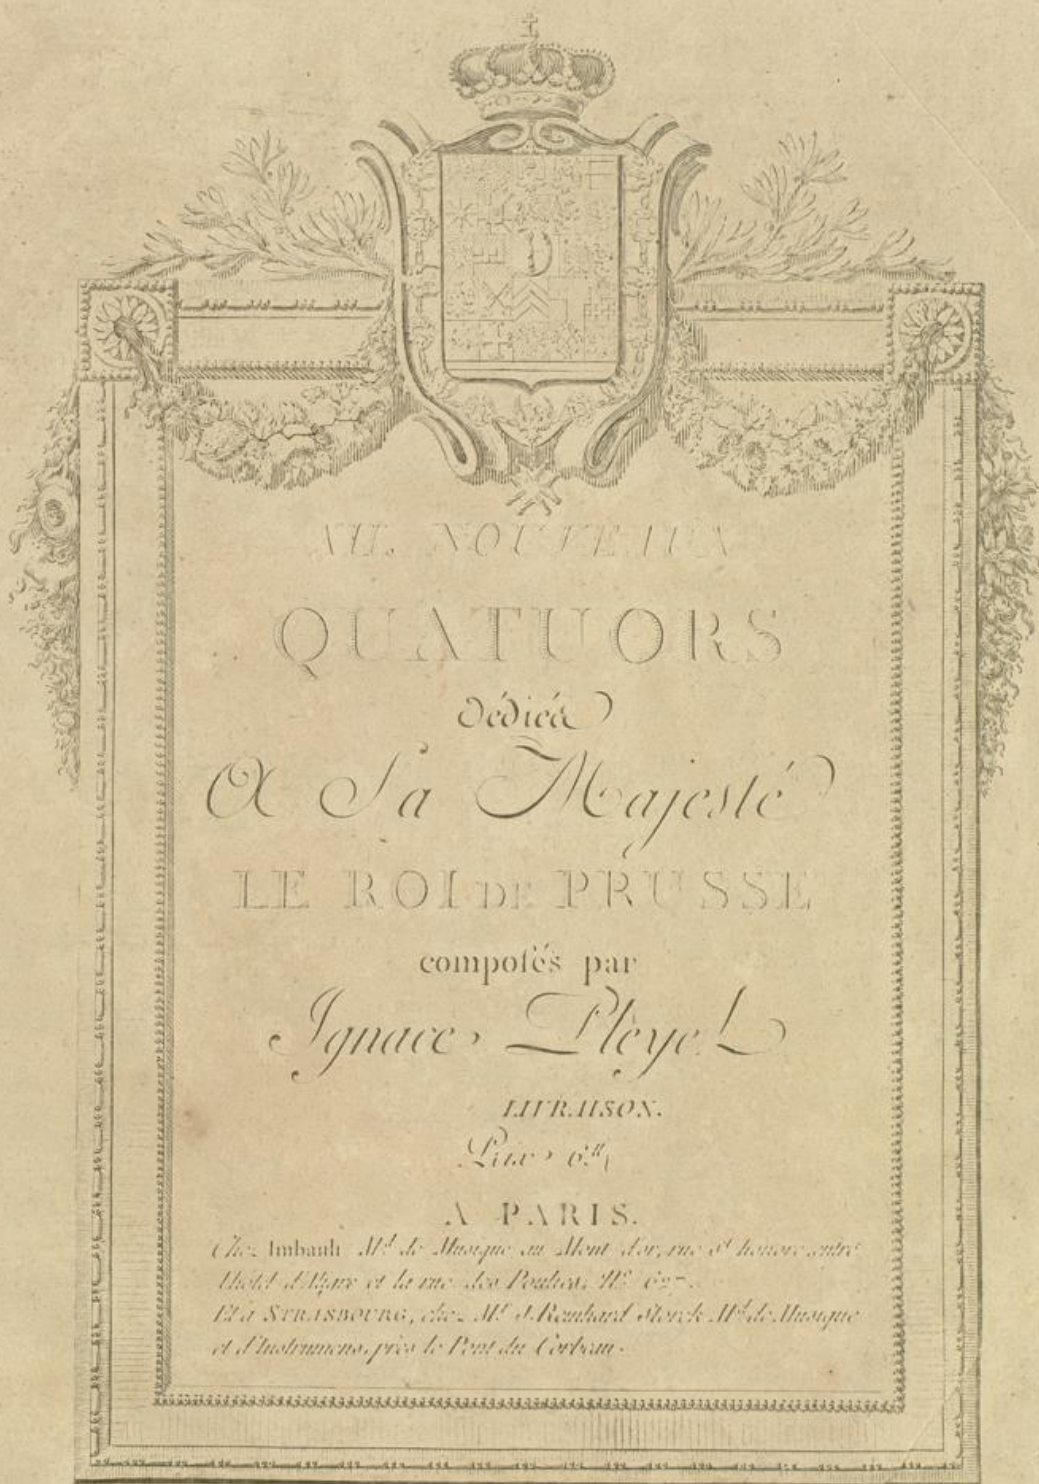 XII. NOUVEAUX
QUATUORS
Dédiés
A Sa Majesté
LE ROI DE PRUSSE
compoſés par
Ignace Pleyel
LIVRAISON.
Prix 6.ᵗᵗ
A PARIS.
Chez Imbault Mᵈ de Musique au Mont d'or, rue Sᵗ honoré entre
l'hôtel d'Aligre et la rue des Poulies, Nº 627.
Et à STRASBOURG, chez Mʳ J. Reinhard Storck Mᵈ de Musique
et d'Instrumens, près le Pont du Corbeau.